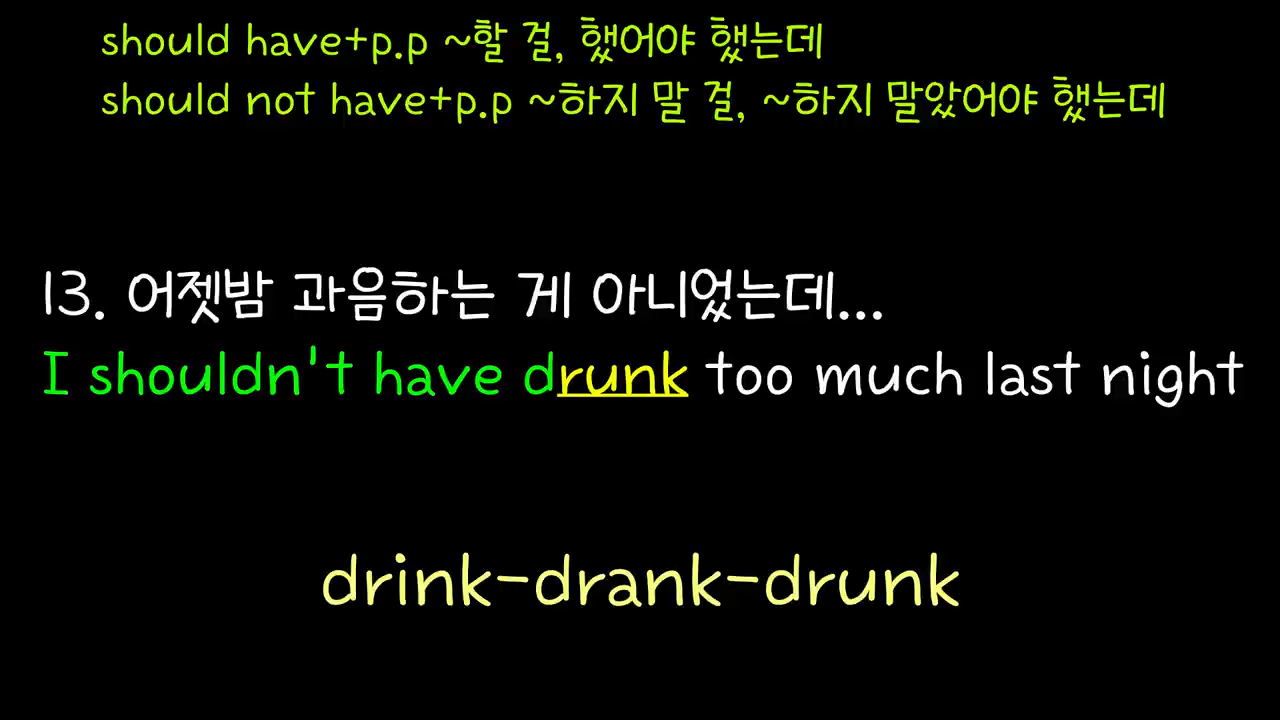 should have+p.p ~할 걸, 했어야 했는데
should not have+p.p ~하지 말 걸, ~하지 말았어야 했는데
13. 어젯밤 과음하는 게 아니었는데...
I shouldn't have drunk too much last night
drink-drank-drunk